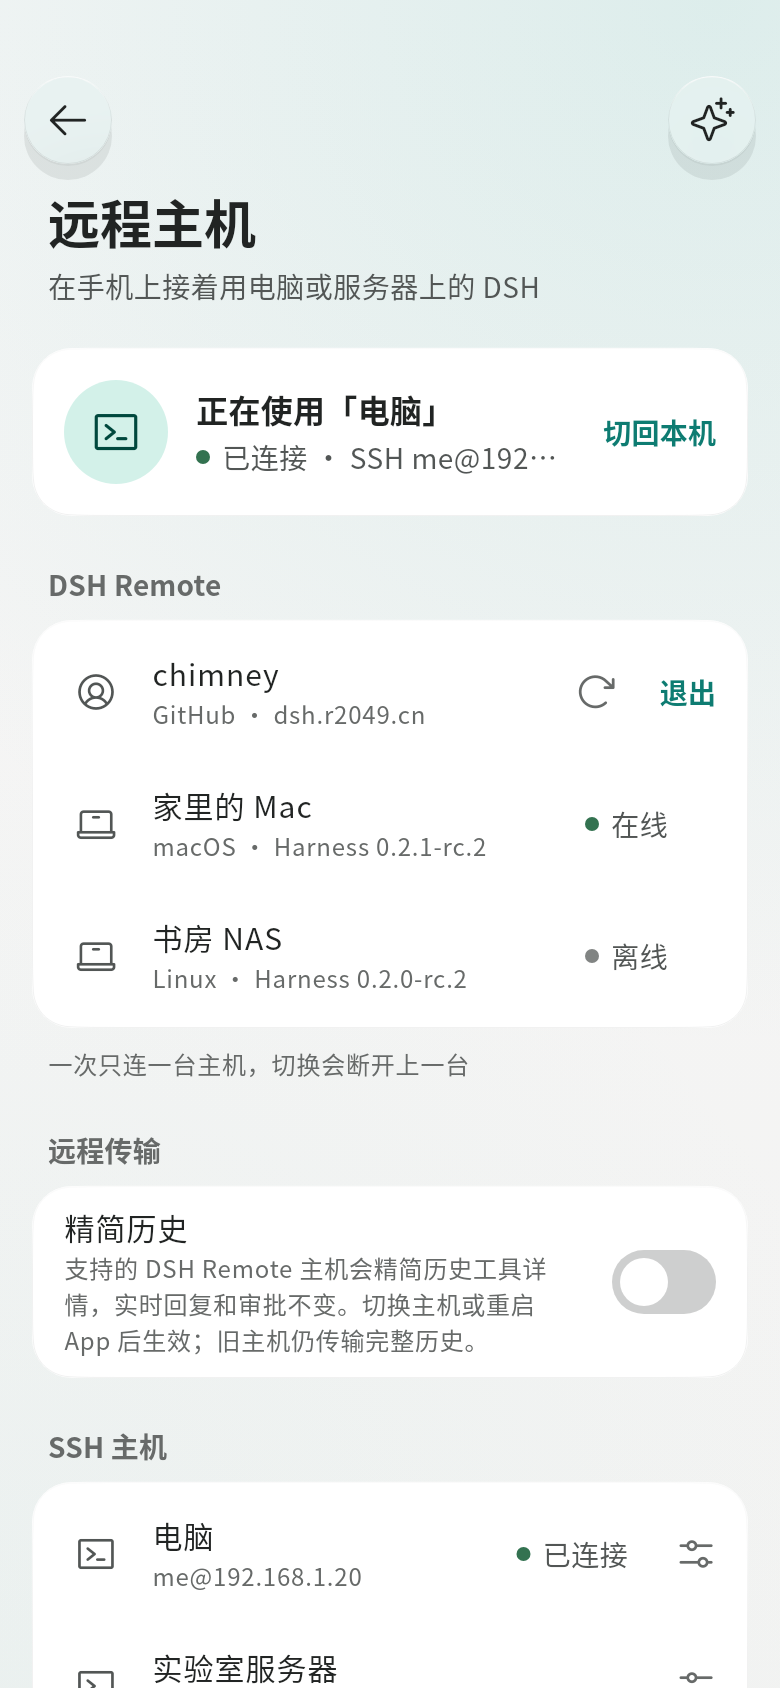 远程主机
在手机上接着用电脑或服务器上的 DSH
正在使用「电脑」
已连接 · SSH me@192…
切回本机
DSH Remote
chimney
GitHub · dsh.r2049.cn
退出
家里的 Mac
macOS · Harness 0.2.1-rc.2
在线
书房 NAS
Linux · Harness 0.2.0-rc.2
离线
一次只连一台主机，切换会断开上一台
远程传输
精简历史
支持的 DSH Remote 主机会精简历史工具详
情，实时回复和审批不变。切换主机或重启
App 后生效；旧主机仍传输完整历史。
SSH 主机
电脑
me@192.168.1.20
已连接
实验室服务器